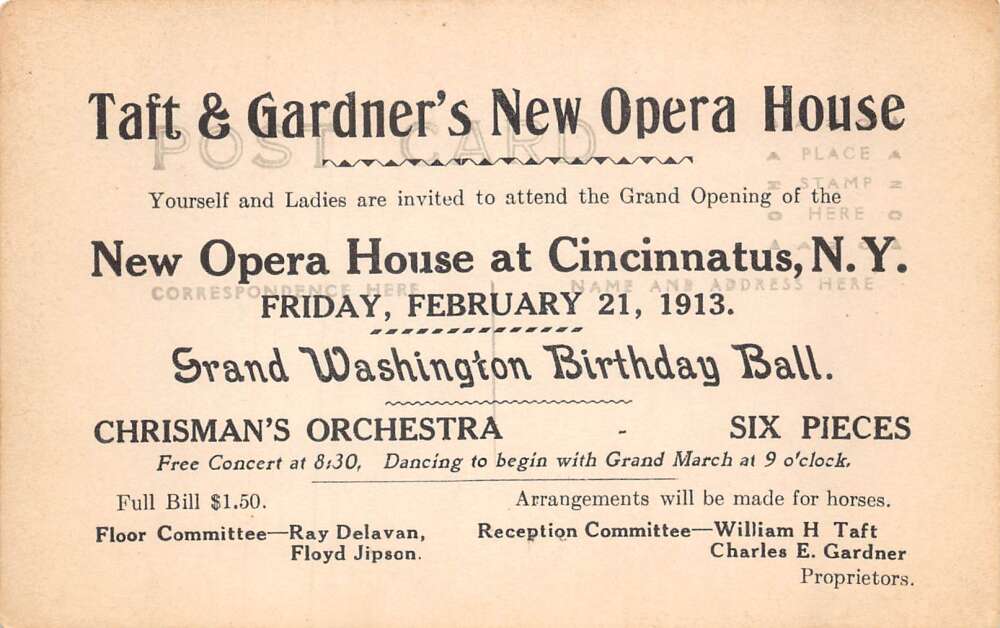 Taft & Gardner's New Opera House
POST CARD
PLACE
STAMP
HERE
Yourself and Ladies are invited to attend the Grand Opening of the
New Opera House at Cincinnatus, N. Y.
CORRESPONDENCE HERE
NAME AND ADDRESS HERE
FRIDAY, FEBRUARY 21, 1913.
Grand Washington Birthday Ball.
CHRISMAN'S ORCHESTRA - SIX PIECES
Free Concert at 8:30, Dancing to begin with Grand March at 9 o'clock,
Full Bill $1.50. Arrangements will be made for horses.
Floor Committee—Ray Delavan, Reception Committee—William H Taft
Floyd Jipson. Charles E. Gardner
Proprietors.